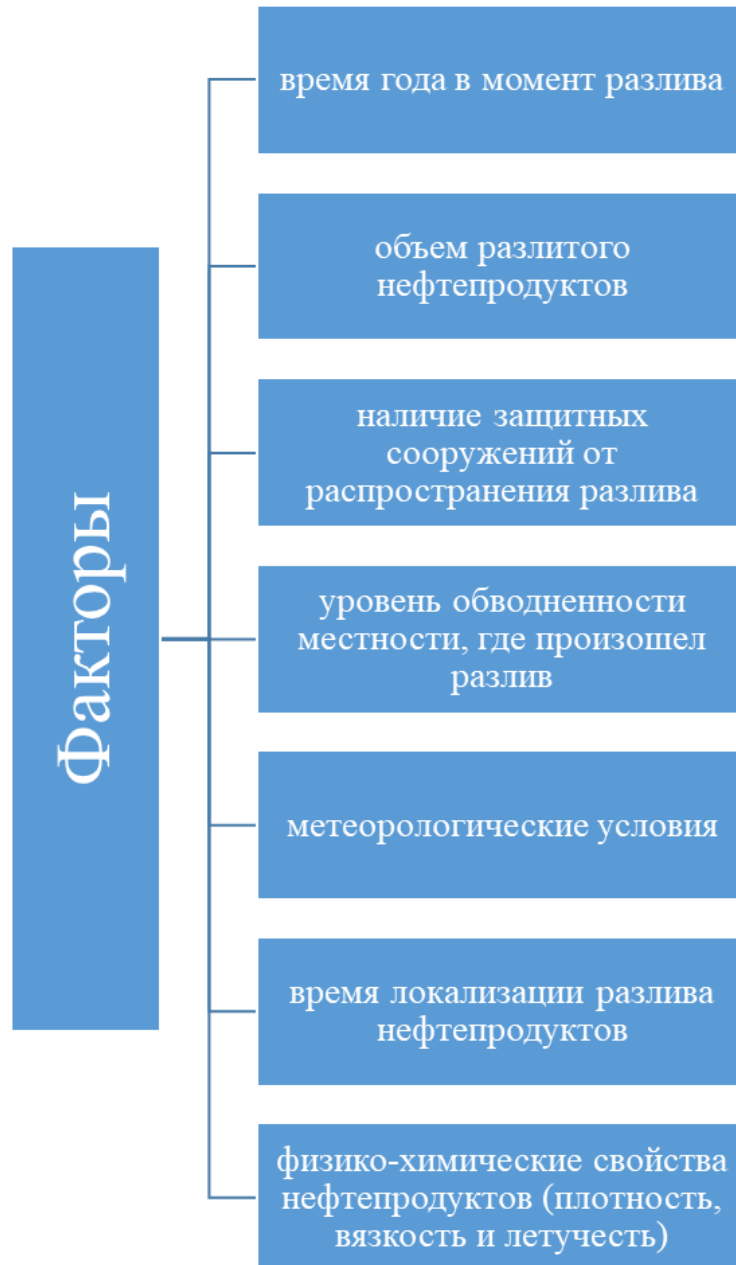 Факторы
время года в момент разлива
объем разлитого
нефтепродуктов
наличие защитных
сооружений от
распространения разлива
уровень обводненности
местности, где произошел
разлив
метеорологические условия
время локализации разлива
нефтепродуктов
физико-химические свойства
нефтепродуктов (плотность,
вязкость и летучесть)